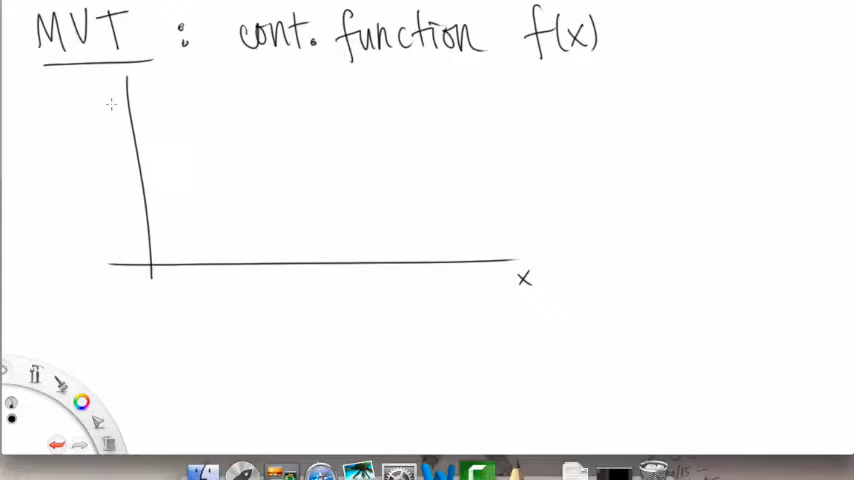 MVT : cont. function f(x)
x